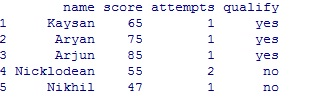 name score attempts qualify
1 Kaysan 65 1 yes
2 Aryan 75 1 yes
3 Arjun 85 1 yes
4 Nicklodean 55 2 no
5 Nikhil 47 1 no